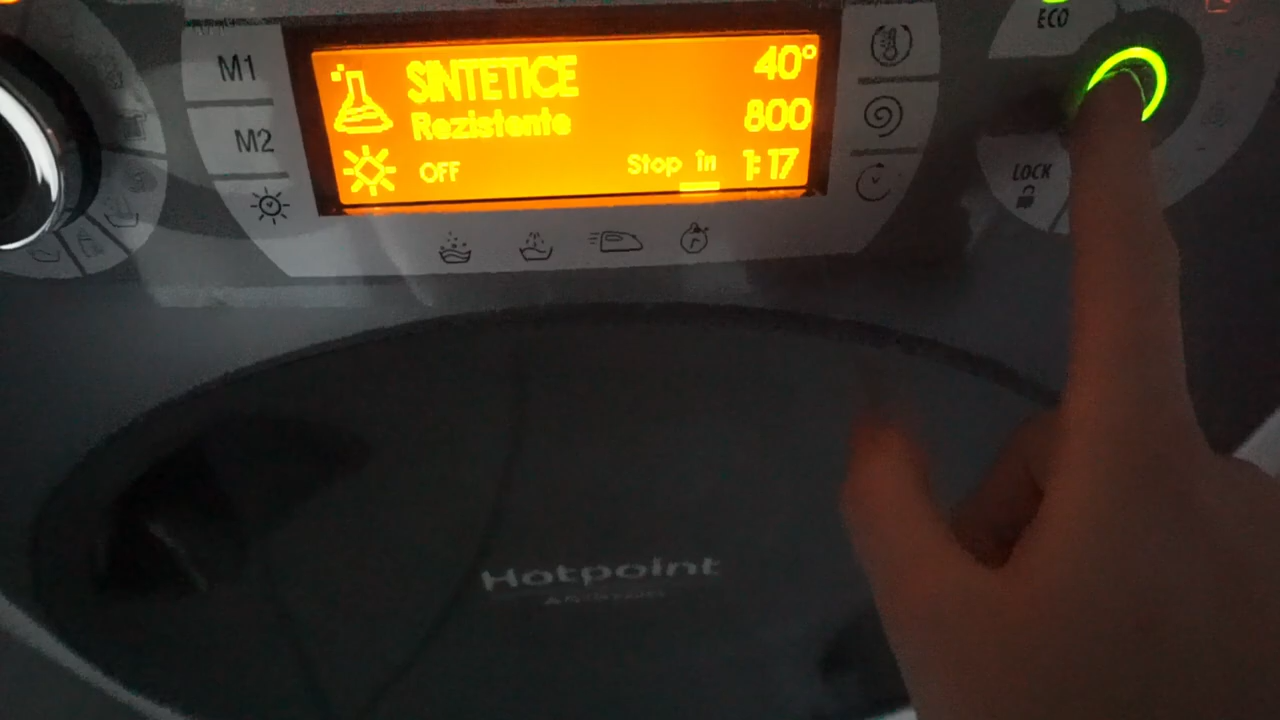 M1
M2
SINTETICE
Rezistente
OFF
Stop în
40°
800
1:17
ECO
LOCK
Hotpoint
ARISTON